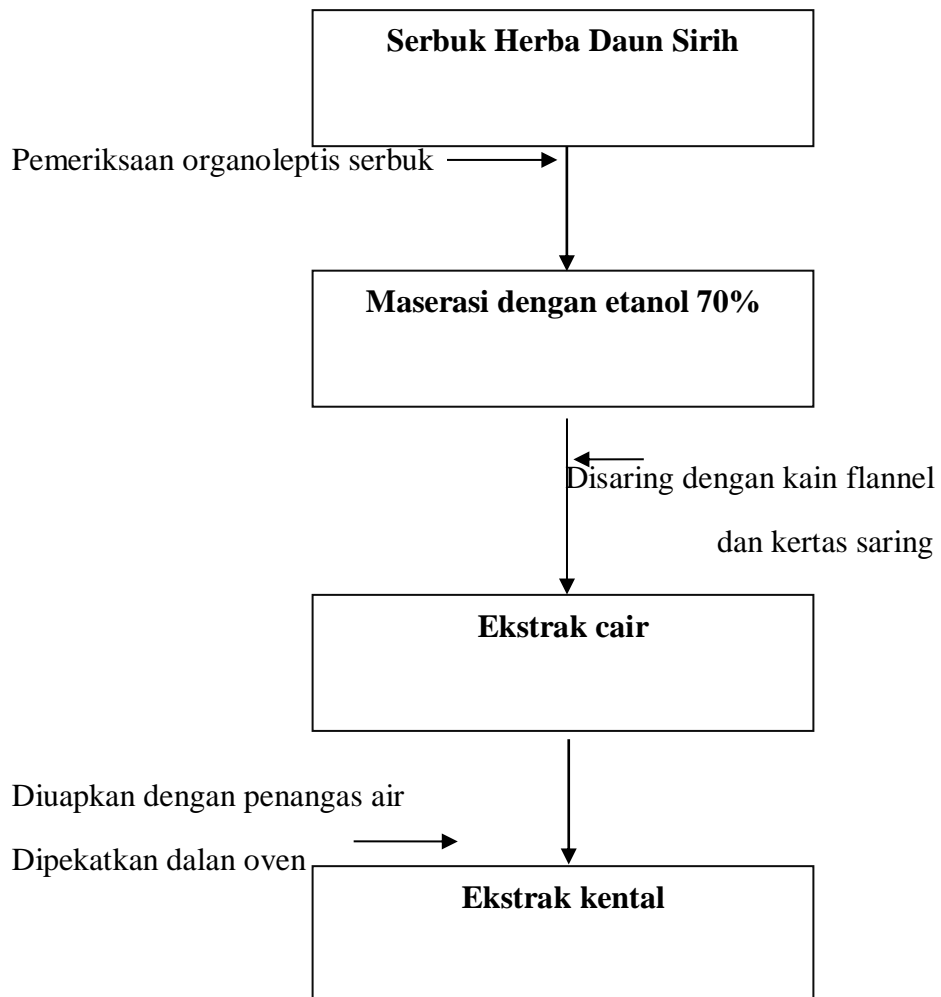 Serbuk Herba Daun Sirih
Pemeriksaan organoleptis serbuk
Maserasi dengan etanol 70%
Disaring dengan kain flannel
dan kertas saring
Ekstrak cair
Diuapkan dengan penangas air
Dipekatkan dalan oven
Ekstrak kental